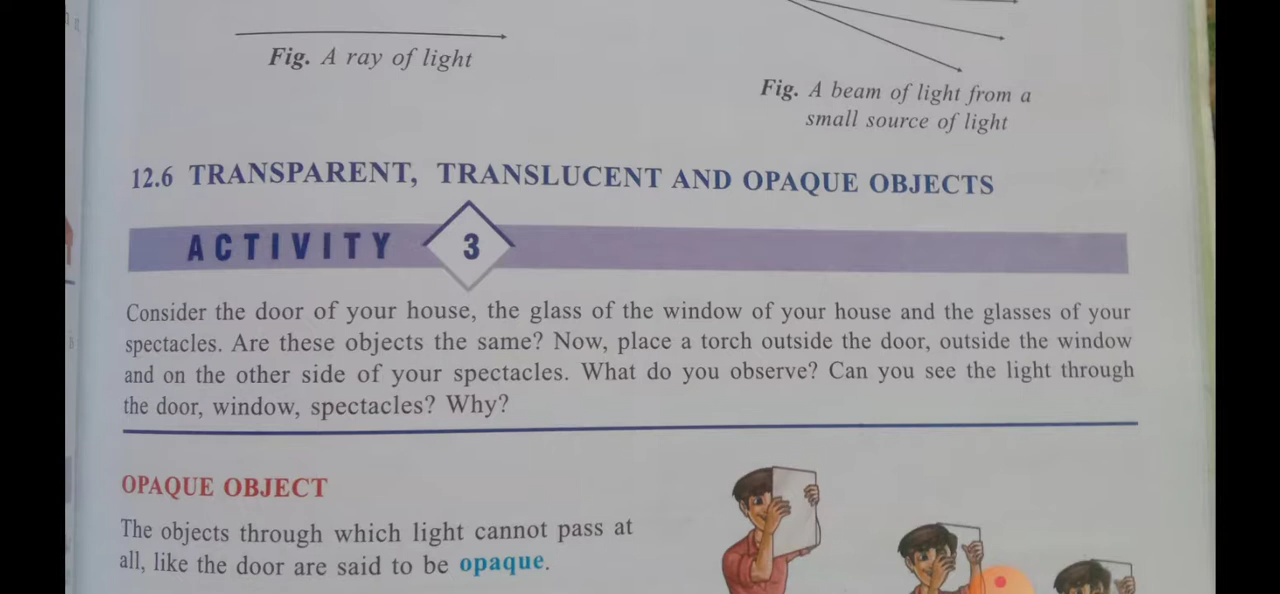 Fig. A ray of light
Fig. A beam of light from a
small source of light
12.6 TRANSPARENT, TRANSLUCENT AND OPAQUE OBJECTS
ACTIVITY 3
Consider the door of your house, the glass of the window of your house and the glasses of your
spectacles. Are these objects the same? Now, place a torch outside the door, outside the window
and on the other side of your spectacles. What do you observe? Can you see the light through
the door, window, spectacles? Why?
OPAQUE OBJECT
The objects through which light cannot pass at
all, like the door are said to be opaque.